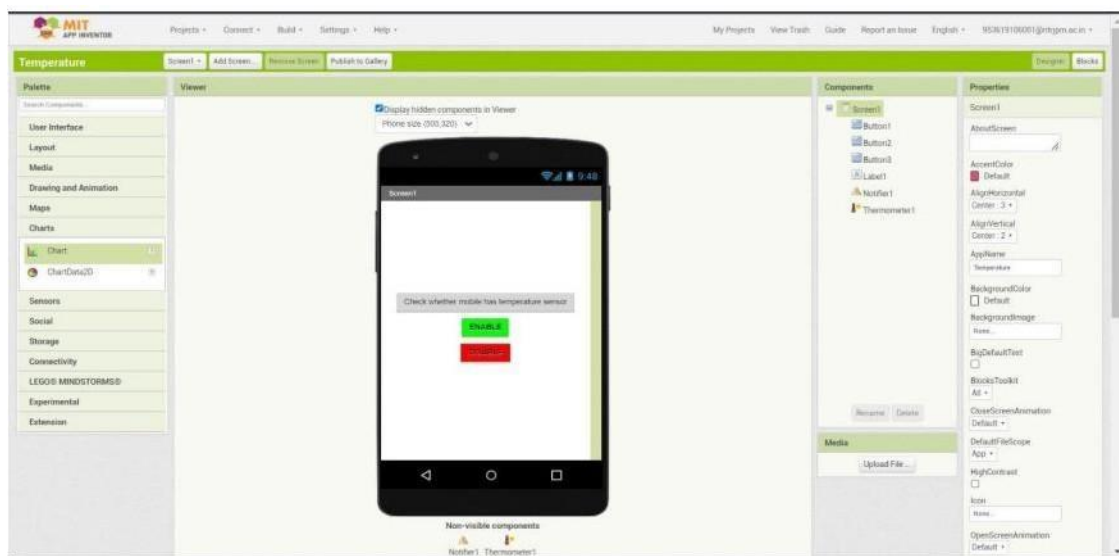 MIT
APP INVENTOR
Projects
Connect
Build
Settings
Help
My Projects
View Trash
Guide
Report an Issue
English
Temperature
Screen1
Add Screen ...
Remove Screen
Publish to Gallery
Designer
Blocks
Palette
Search Components...
User Interface
Layout
Media
Drawing and Animation
Maps
Charts
Chart
ChartData2D
Sensors
Social
Storage
Connectivity
LEGO® MINDSTORMS®
Experimental
Extension
Viewer
Display hidden components in Viewer
Phone size (505,320)
9:48
Screen1
Check whether mobile has temperature sensor
ENABLE
Non-visible components
Notifier1 Thermometer1
Components
Screen1
Button1
Button2
Button3
Label1
Notifier1
Thermometer1
Rename Delete
Media
Upload File ...
Properties
Screen1
AboutScreen
AccentColor
Default
AlignHorizontal
Center : 3
AlignVertical
Center : 2
AppName
Temperature
BackgroundColor
Default
BackgroundImage
None...
BigDefaultText
BlocksToolkit
All
CloseScreenAnimation
Default
DefaultFileScope
App
HighContrast
Icon
None...
OpenScreenAnimation
Default